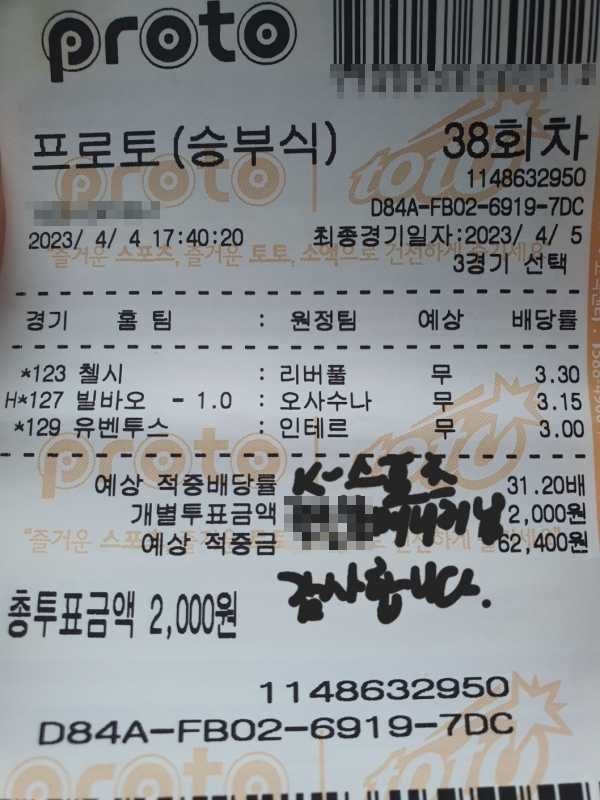 proto
프로토(승부식) 38회차
1148632950
D84A-FB02-6919-7DC
2023/ 4/ 4 17:40:20 최종경기일자:2023/ 4/ 5
"즐거운 스포츠, 즐거운 토토, 소액으로 건전하게 즐기세요"
3경기 선택
경기 홈 팀 : 원정팀 예상 배당률
*123 첼시 : 리버풀 무 3.30
H*127 빌바오 - 1.0 : 오사수나 무 3.15
*129 유벤투스 : 인테르 무 3.00
예상 적중배당률 K-스포츠 31.20배
개별투표금액 매니저님 2,000원
예상 적중금 62,400원
감사합니다.
총투표금액 2,000원
1148632950
D84A-FB02-6919-7DC